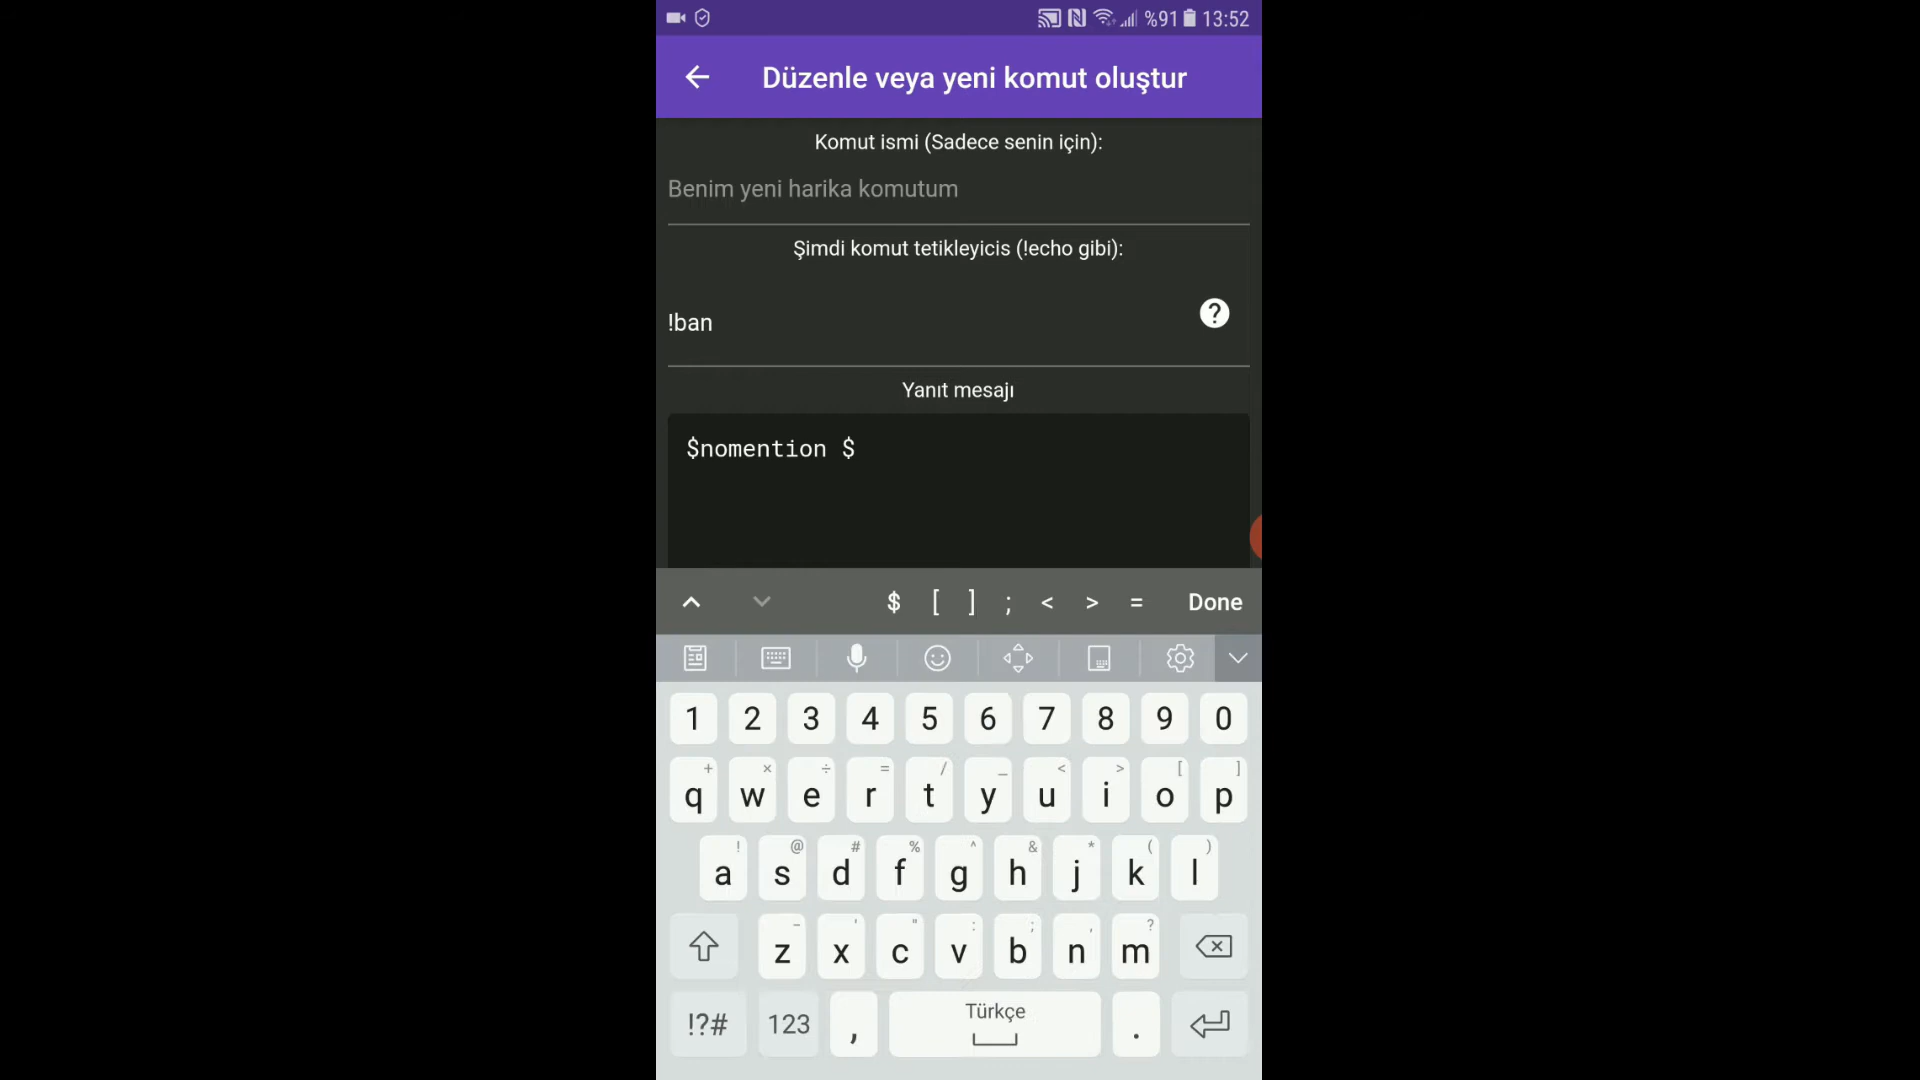 %91 13:52
Düzenle veya yeni komut oluştur
Komut ismi (Sadece senin için):
Benim yeni harika komutum
Şimdi komut tetikleyicis (!echo gibi):
!ban
?
Yanıt mesajı
$nomention $
$ [ ] ; < > = Done
1 2 3 4 5 6 7 8 9 0
+ × ÷ = / _ < > [ ]
q w e r t y u i o p
! @ # % ^ & * ( )
a s d f g h j k l
- ' " : ; , ?
z x c v b n m
!?# 123 , Türkçe .